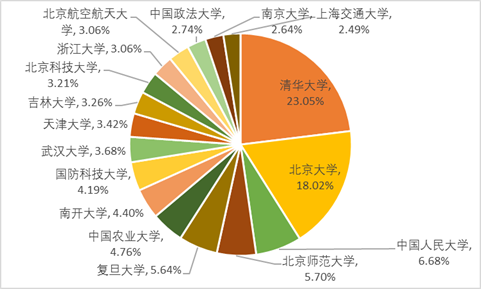 清华大学,
23.05%
北京大学,
18.02%
中国人民大学,
6.68%
北京师范大学,
5.70%
复旦大学, 5.64%
中国农业大学,
4.76%
南开大学, 4.40%
国防科技大学,
4.19%
武汉大学, 3.68%
天津大学, 3.42%
吉林大学, 3.26%
北京科技大学,
3.21%
浙江大学, 3.06%
北京航空航天大
学, 3.06%
中国政法大学,
2.74%
南京大学,
2.64%
上海交通大学,
2.49%